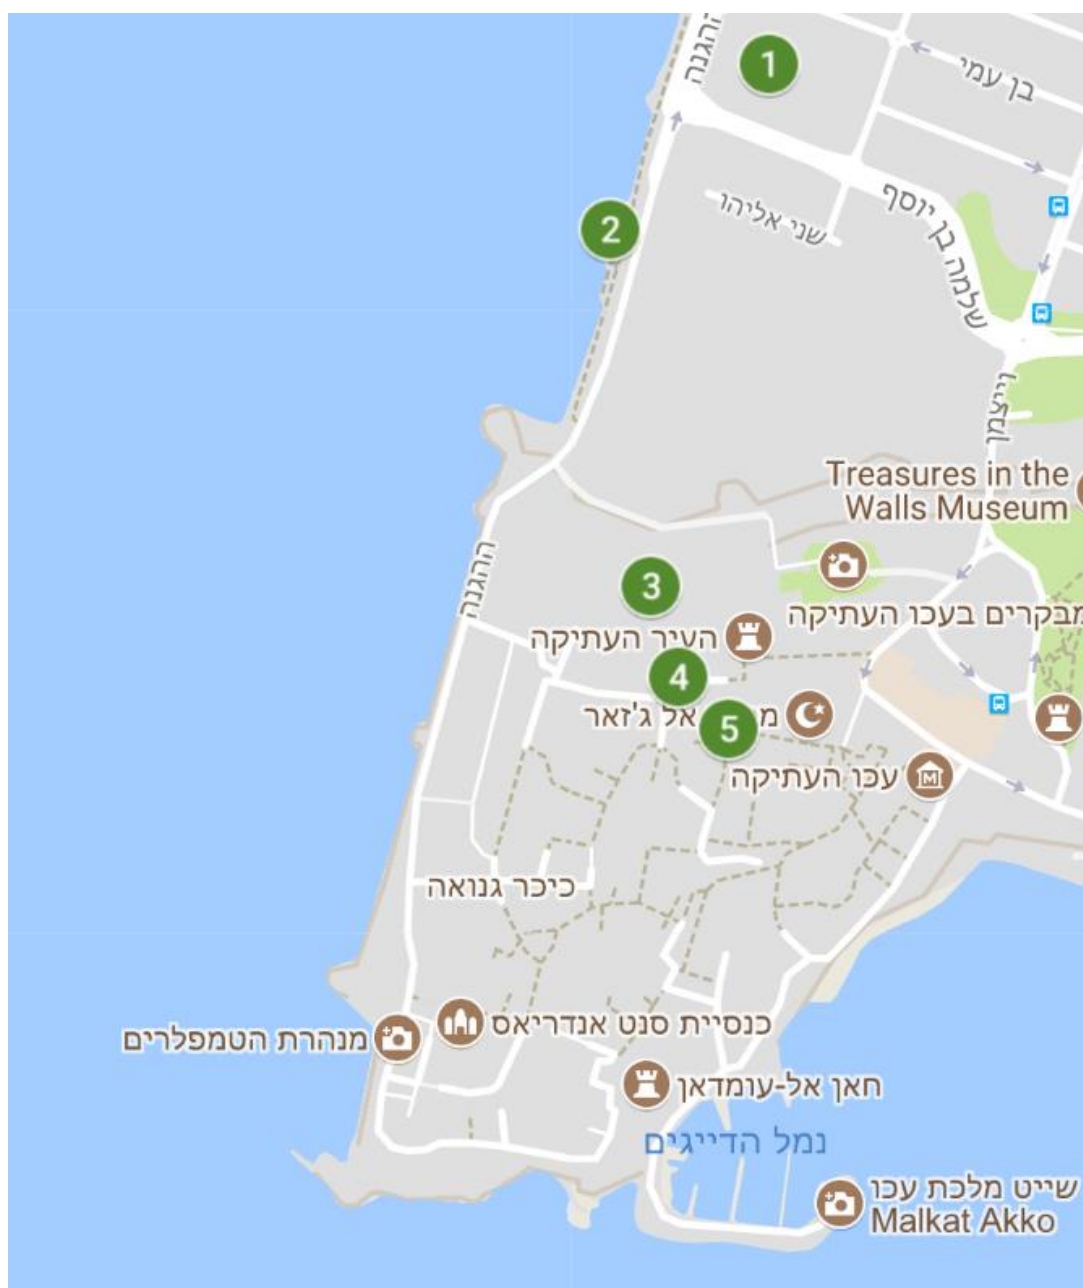 ההגנה
1
בן עמי
2
שני אליהו
שלמה בן יוסף
וייצמן
Treasures in the
Walls Museum
ההגנה
3
מבקרים בעכו העתיקה
העיר העתיקה
4
אל ג'זאר
5
עכו העתיקה
כיכר גנואה
כנסיית סנט אנדריאס
מנהרת הטמפלרים
חאן אל-עומדאן
נמל הדייגים
שייט מלכת עכו
Malkat Akko